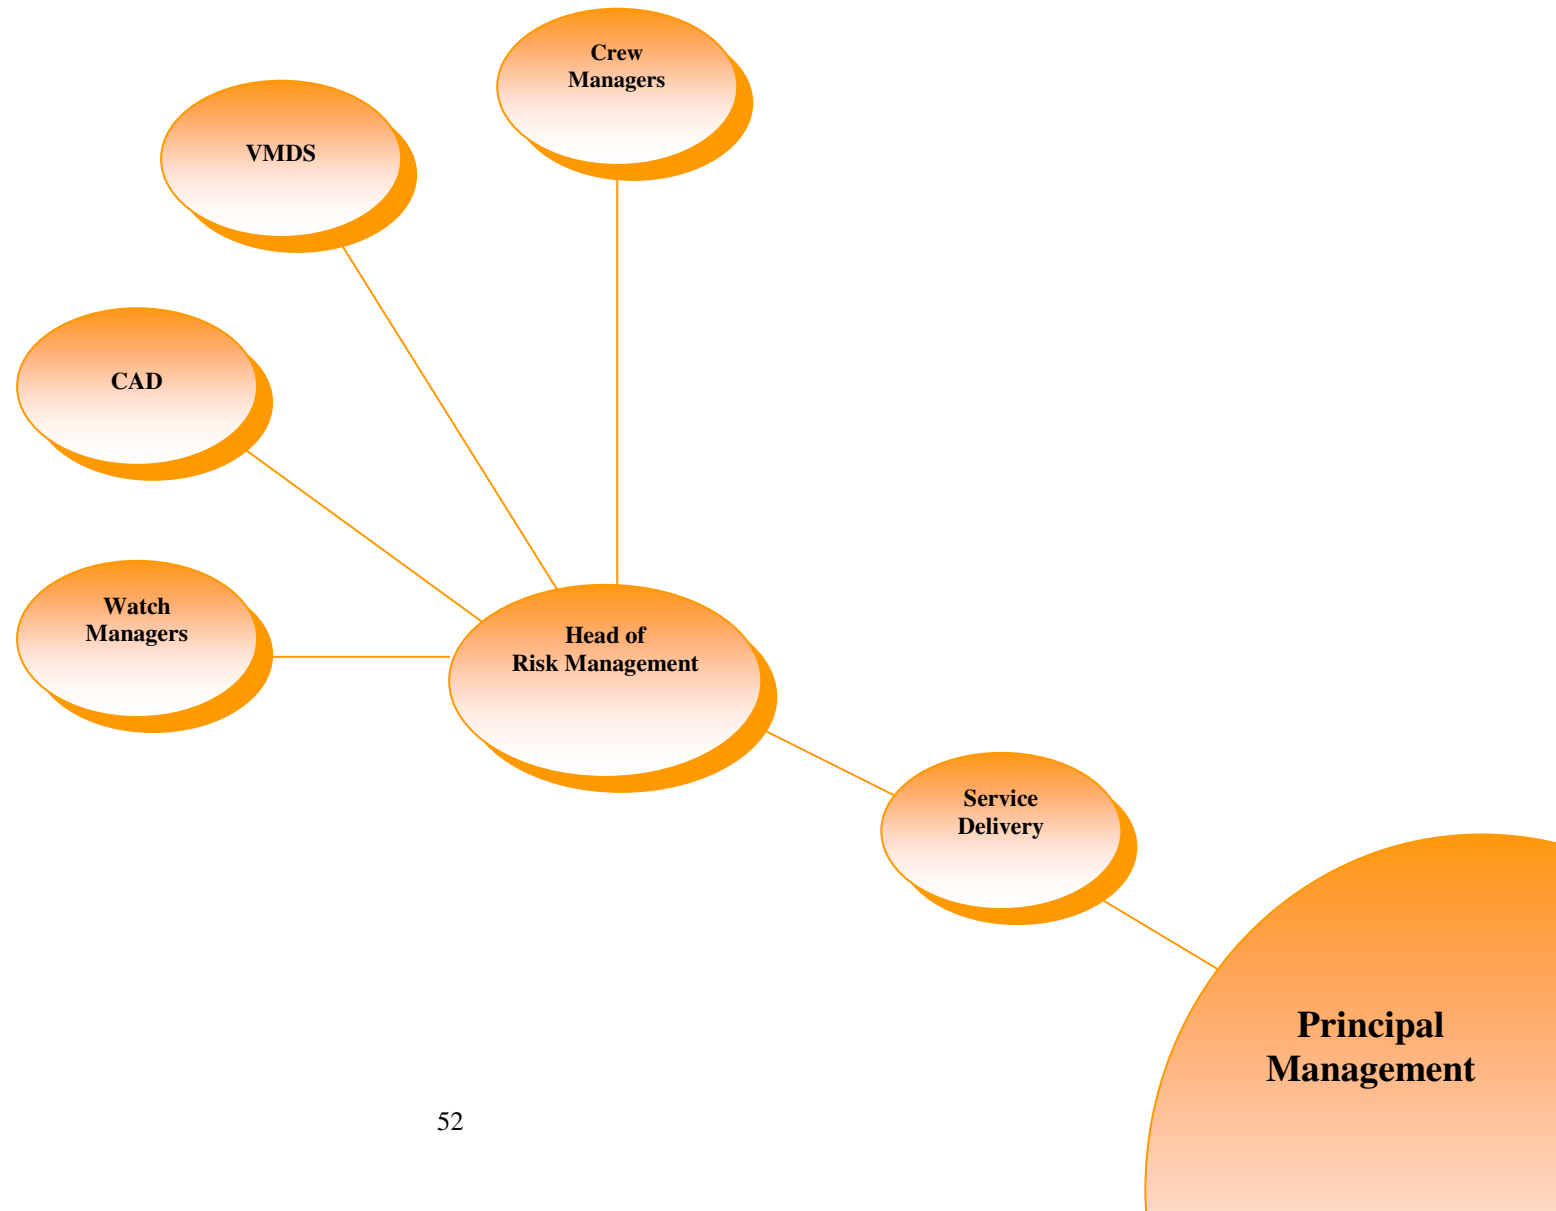 Crew
Managers
VMDS
CAD
Watch
Managers
Head of
Risk Management
Service
Delivery
Principal
Management
52